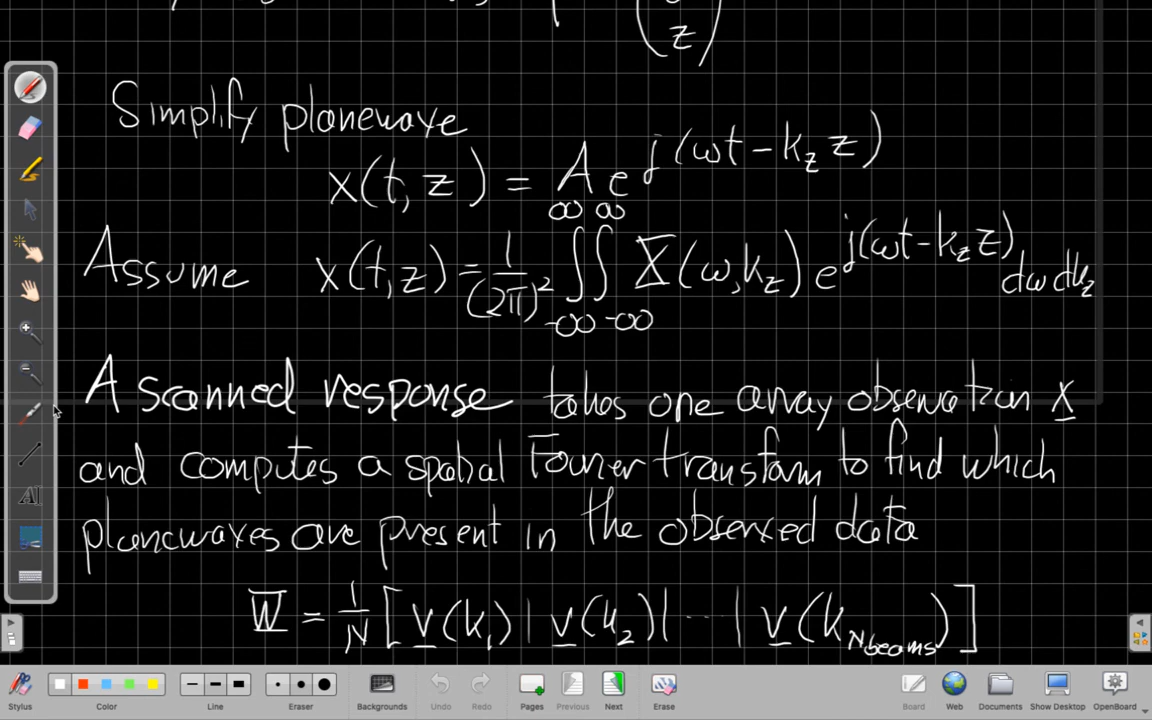 z
Simplify planewave
x(t, z) = A e^{j(ωt - k_z z)}
Assume x(t, z) = 1/(2π)^2 ∫_{-∞}^{∞} ∫_{-∞}^{∞} X(ω, k_z) e^{j(ωt - k_z z)} dω dk_z
A scanned response takes one array observation x
and computes a spatial Fourier transform to find which
planewaves are present in the observed data
W = 1/N [v(k_1) | v(k_2) | ... | v(k_{Nbeams})]
Stylus Color Line Eraser Backgrounds Undo Redo Pages Previous Next Erase Board Web Documents Show Desktop OpenBoard